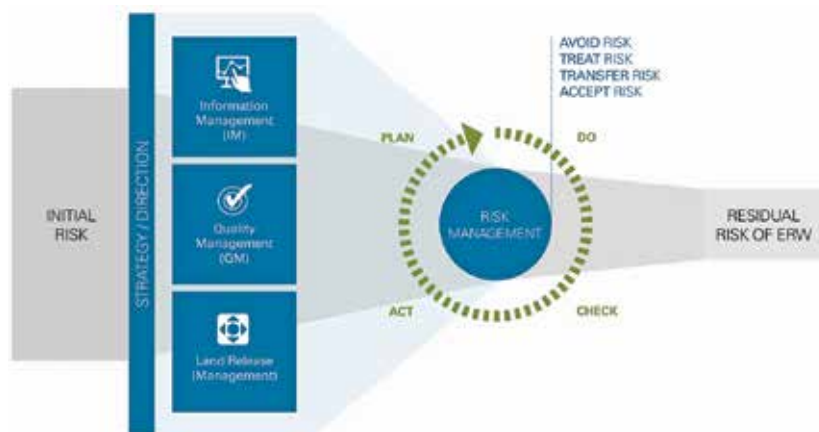 INITIAL
RISK
STRATEGY / DIRECTION
Information
Management
(IM)
Quality
Management
(QM)
Land Release
(Management)
PLAN
DO
CHECK
ACT
RISK
MANAGEMENT
AVOID RISK
TREAT RISK
TRANSFER RISK
ACCEPT RISK
RESIDUAL
RISK OF ERW